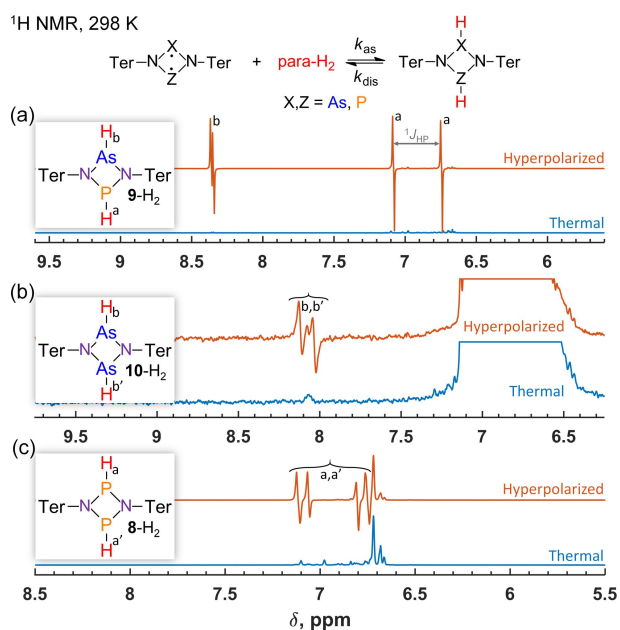 ¹H NMR, 298 K
X
Ter N N Ter + para-H₂ k_as Ter N N Ter
Z k_dis
H
X
Z
H
X,Z = As, P
(a)
H_b
As
Ter N N Ter
P 9-H₂
H^a
b
a a
¹J_HP
Hyperpolarized
Thermal
9.5 9 8.5 8 7.5 7 6.5 6
(b)
H_b
As
Ter N N Ter
As 10-H₂
H_b'
b,b'
Hyperpolarized
Thermal
9.5 9 8.5 8 7.5 7 6.5
(c)
H_a
P
Ter N N Ter
P 8-H₂
H_a'
a,a'
Hyperpolarized
Thermal
8.5 8 7.5 7 6.5 6 5.5
δ, ppm